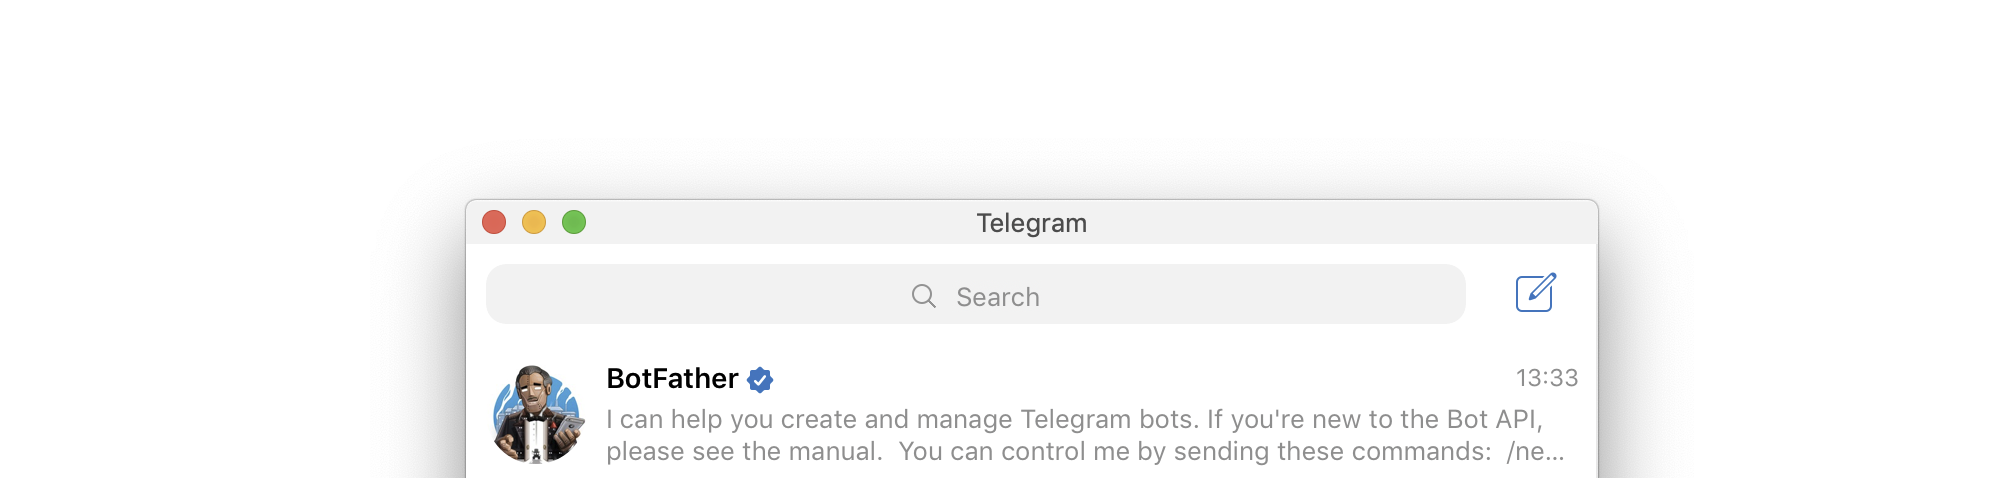 Telegram
Search
BotFather
13:33
I can help you create and manage Telegram bots. If you're new to the Bot API,
please see the manual.  You can control me by sending these commands:  /ne...